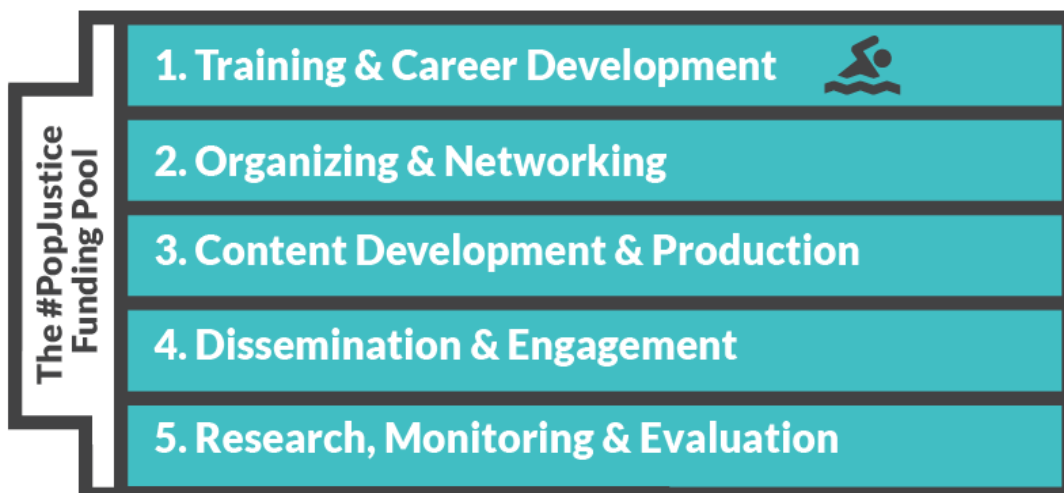 The #PopJustice
Funding Pool
1. Training & Career Development
2. Organizing & Networking
3. Content Development & Production
4. Dissemination & Engagement
5. Research, Monitoring & Evaluation